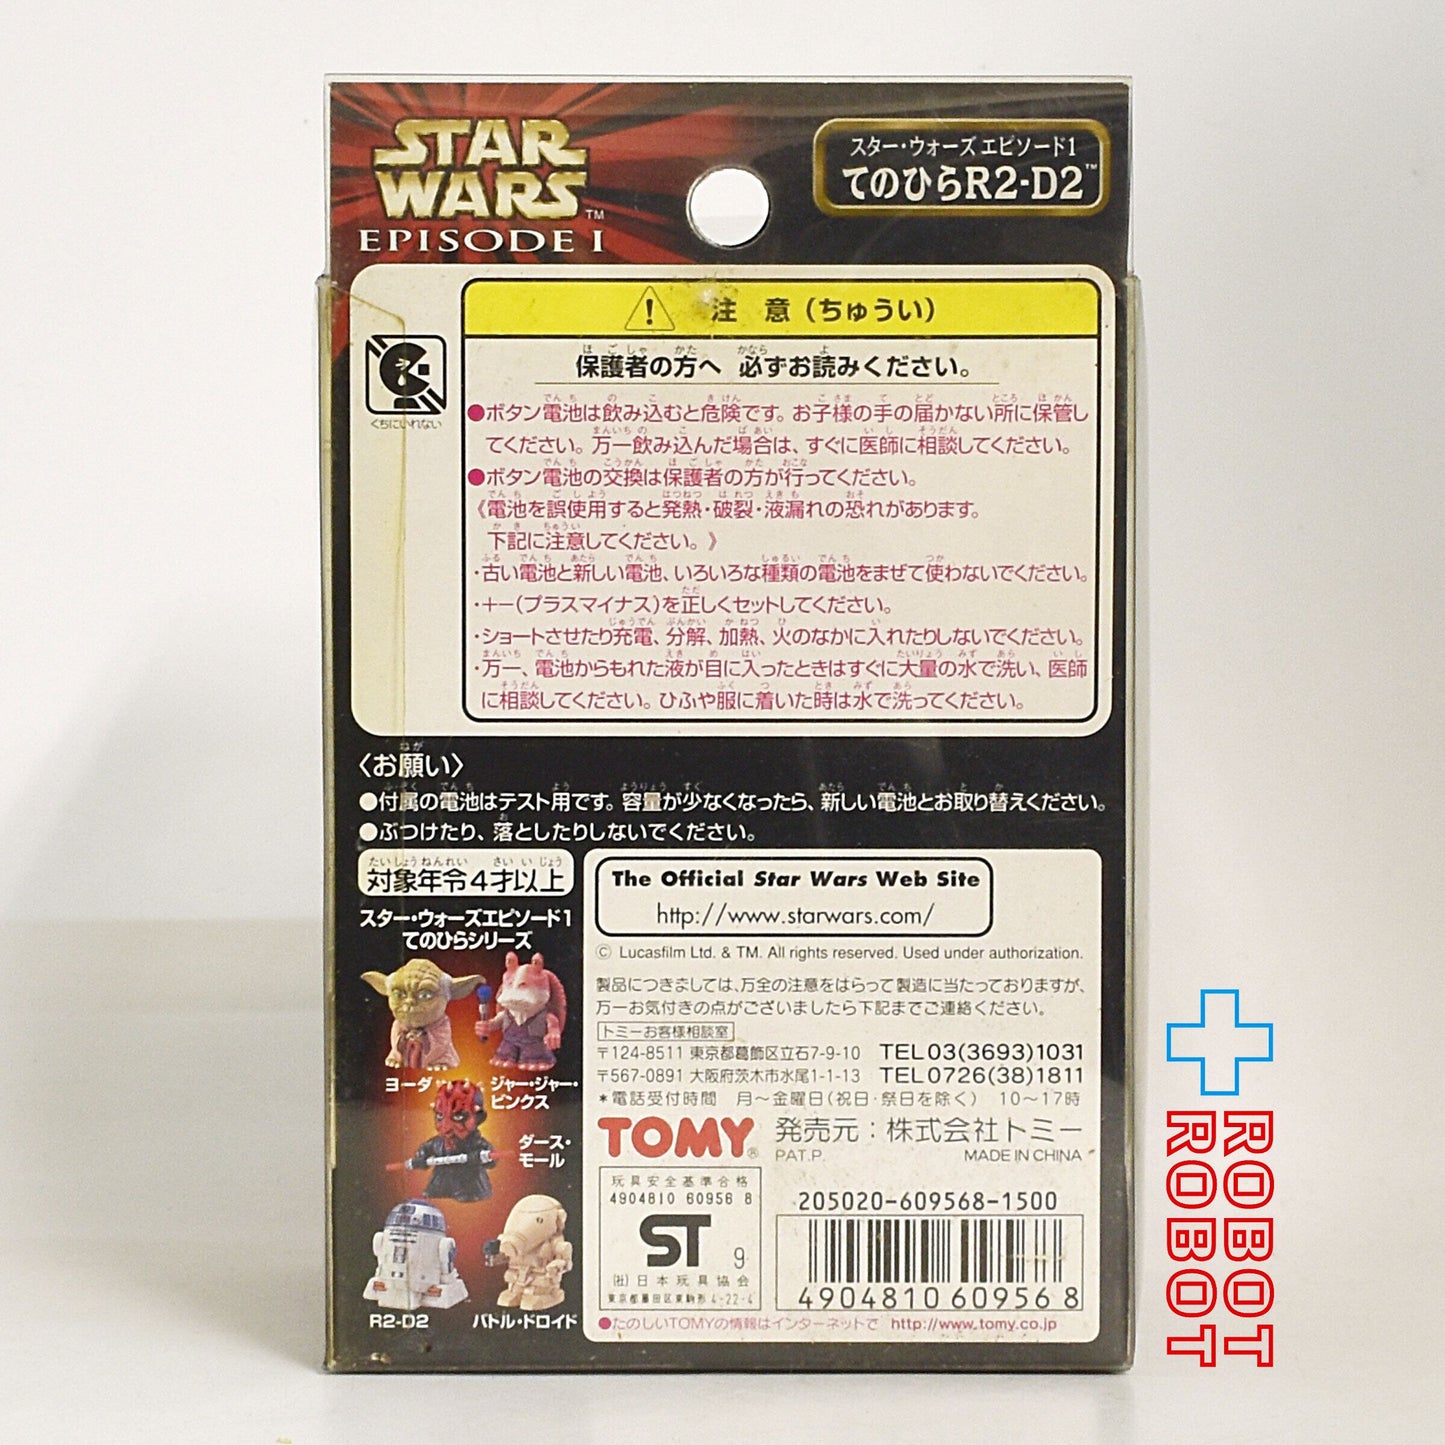 STAR
WARS™
EPISODE I
スター・ウォーズ エピソード1
てのひらR2-D2™
注 意(ちゅうい)
保護者の方へ 必ずお読みください。
くちにいれない
●ボタン電池は飲み込むと危険です。お子様の手の届かない所に保管し
てください。万一飲み込んだ場合は、すぐに医師に相談してください。
●ボタン電池の交換は保護者の方が行ってください。
《電池を誤使用すると発熱・破裂・液漏れの恐れがあります。
下記に注意してください。》
・古い電池と新しい電池、いろいろな種類の電池をまぜて使わないでください。
・+−(プラスマイナス)を正しくセットしてください。
・ショートさせたり充電、分解、加熱、火のなかに入れたりしないでください。
・万一、電池からもれた液が目に入ったときはすぐに大量の水で洗い、医師
に相談してください。ひふや服に着いた時は水で洗ってください。
〈お願い〉
●付属の電池はテスト用です。容量が少なくなったら、新しい電池とお取り替えください。
●ぶつけたり、落としたりしないでください。
対象年令4才以上
スター・ウォーズエピソード1
てのひらシリーズ
ヨーダ
ジャー・ジャー・
ビンクス
ダース・
モール
R2-D2
バトル・ドロイド
The Official Star Wars Web Site
http://www.starwars.com/
© Lucasfilm Ltd. & TM. All rights reserved. Used under authorization.
製品につきましては、万全の注意をはらって製造に当たっておりますが、
万一お気付きの点がございましたら下記までご連絡ください。
トミーお客様相談室
〒124-8511 東京都葛飾区立石7-9-10 TEL03(3693)1031
〒567-0891 大阪府茨木市水尾1-1-13 TEL0726(38)1811
*電話受付時間 月〜金曜日(祝日・祭日を除く) 10〜17時
TOMY® 発売元:株式会社トミー
PAT.P. MADE IN CHINA
玩具安全基準合格
4904810 60956 8
ST 9
(社)日本玩具協会
東京都墨田区東駒形4-22-4
205020-609568-1500
4904810609568
●たのしいTOMYの情報はインターネットで http://www.tomy.co.jp
ROBOT
ROBOT